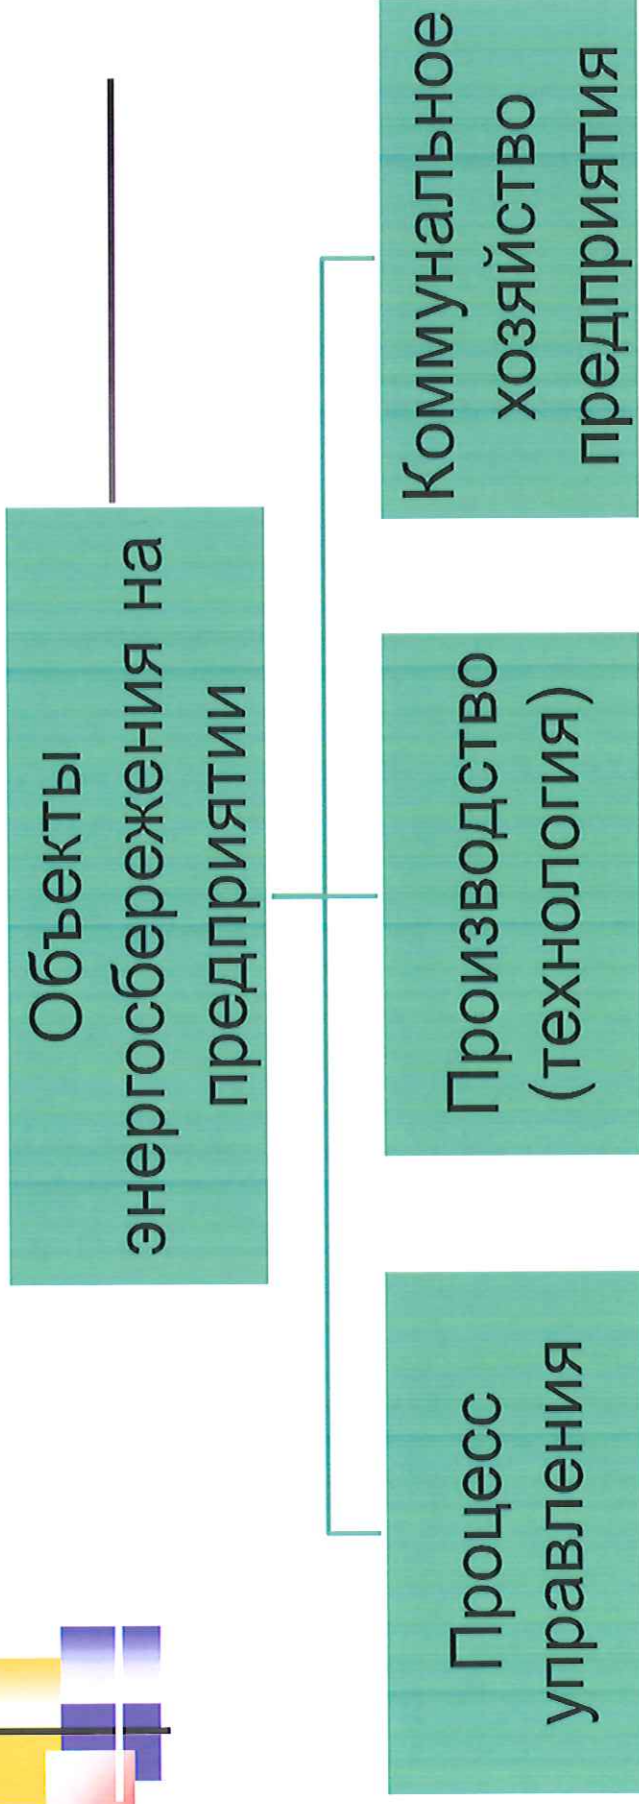 Объекты
энергосбережения на
предприятии
Процесс
управления
Производство
(технология)
Коммунальное
хозяйство
предприятия